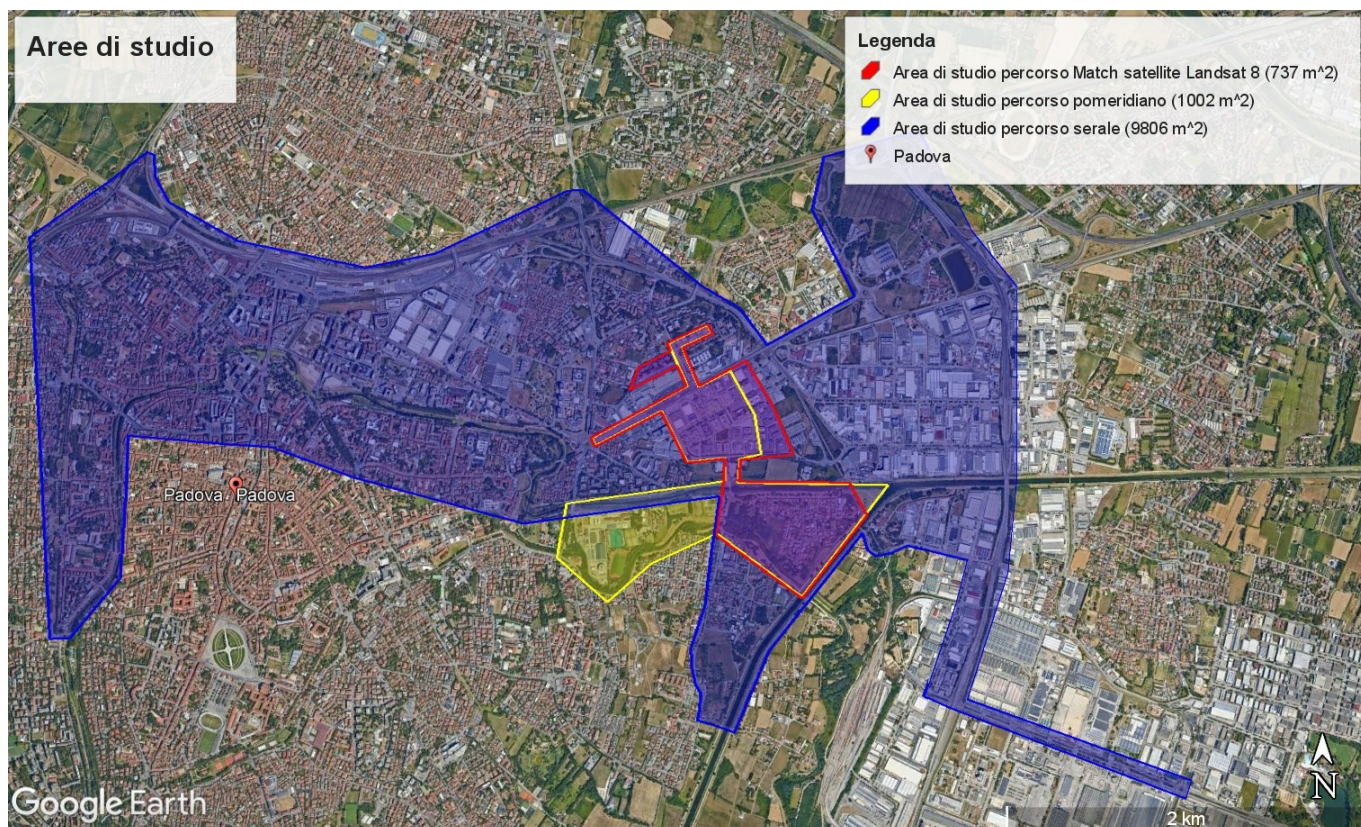 Aree di studio
Legenda
Area di studio percorso Match satellite Landsat 8 (737 m^2)
Area di studio percorso pomeridiano (1002 m^2)
Area di studio percorso serale (9806 m^2)
Padova
Padova Padova
Google Earth
N
2 km